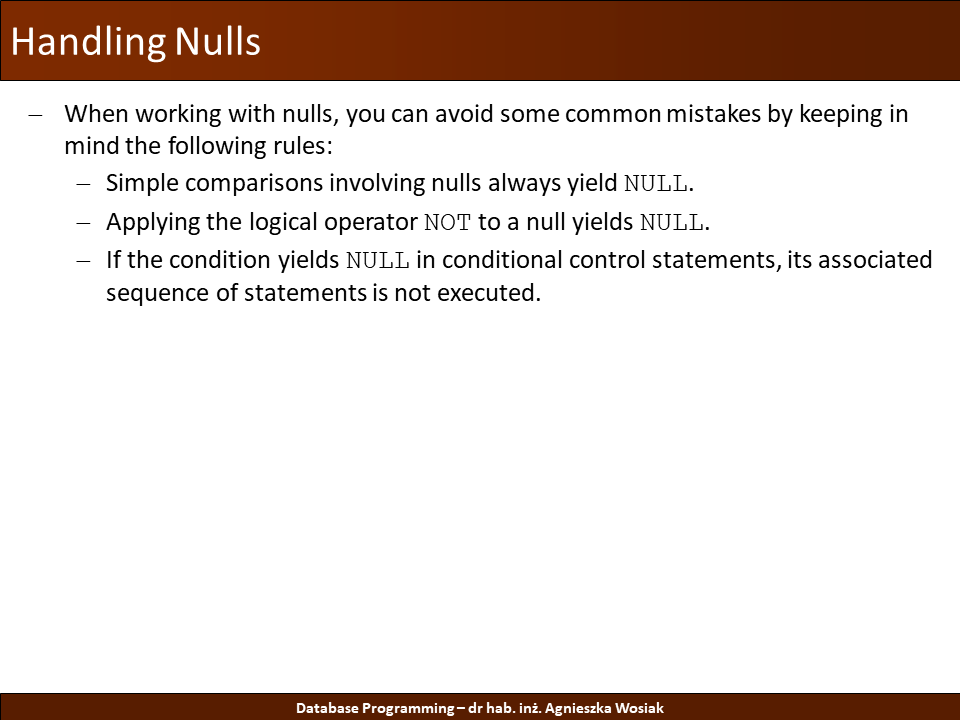 Handling Nulls
– When working with nulls, you can avoid some common mistakes by keeping in
mind the following rules:
– Simple comparisons involving nulls always yield NULL.
– Applying the logical operator NOT to a null yields NULL.
– If the condition yields NULL in conditional control statements, its associated
sequence of statements is not executed.
Database Programming – dr hab. inż. Agnieszka Wosiak